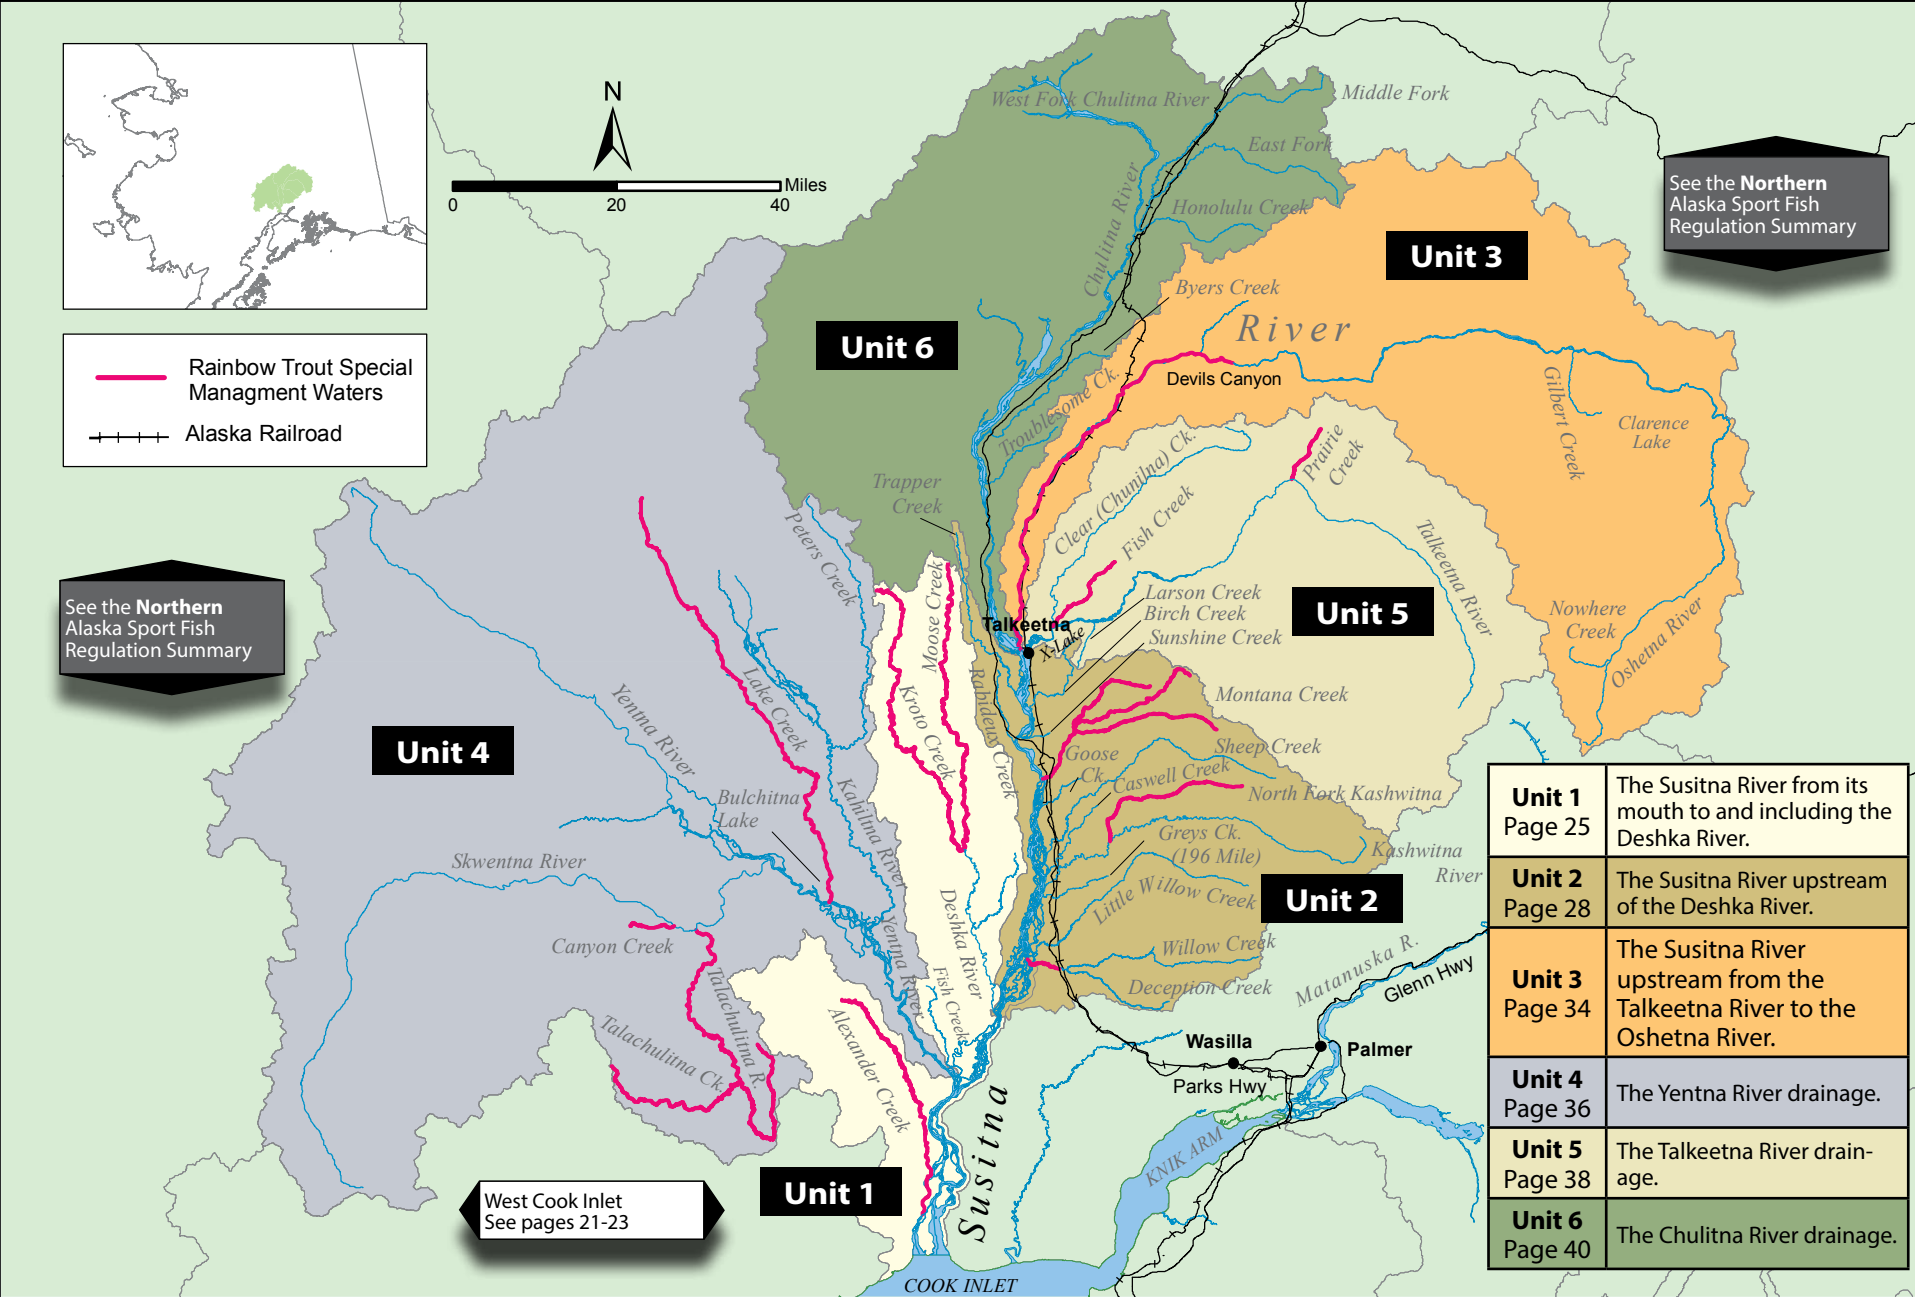 N
Miles
0
20
40
Rainbow Trout Special
Managment Waters
Alaska Railroad
West Fork Chulitna River
Middle Fork
East Fork
Honolulu Creek
Chulitna River
Byers Creek
See the Northern
Alaska Sport Fish
Regulation Summary
Unit 3
Unit 6
River
Devils Canyon
Troublesome Ck.
Gilbert Creek
Clarence
Lake
Trapper
Creek
Clear (Chunilna) Ck.
Prairie
Creek
Fish Creek
Peters Creek
Talkeetna River
Moose Creek
Larson Creek
Birch Creek
Sunshine Creek
Unit 5
Talkeetna
X-Lake
Nowhere
Creek
Oshetna River
See the Northern
Alaska Sport Fish
Regulation Summary
Lake Creek
Kroto Creek
Rabideux Creek
Montana Creek
Yentna River
Unit 4
Goose
Ck.
Sheep Creek
Caswell Creek
North Fork Kashwitna
Bulchitna
Lake
Kahiltna River
Greys Ck.
(196 Mile)
Kashwitna
River
Skwentna River
Little Willow Creek
Unit 2
Deshka River
Yentna River
Fish Creek
Canyon Creek
Willow Creek
Deception Creek
Matanuska R.
Glenn Hwy
Talachulitna R.
Talachulitna Ck.
Alexander Creek
Wasilla
Palmer
Parks Hwy
KNIK ARM
Susitna
Unit 1
West Cook Inlet
See pages 21-23
COOK INLET
Unit 1
Page 25
The Susitna River from its
mouth to and including the
Deshka River.
Unit 2
Page 28
The Susitna River upstream
of the Deshka River.
Unit 3
Page 34
The Susitna River
upstream from the
Talkeetna River to the
Oshetna River.
Unit 4
Page 36
The Yentna River drainage.
Unit 5
Page 38
The Talkeetna River drain-
age.
Unit 6
Page 40
The Chulitna River drainage.